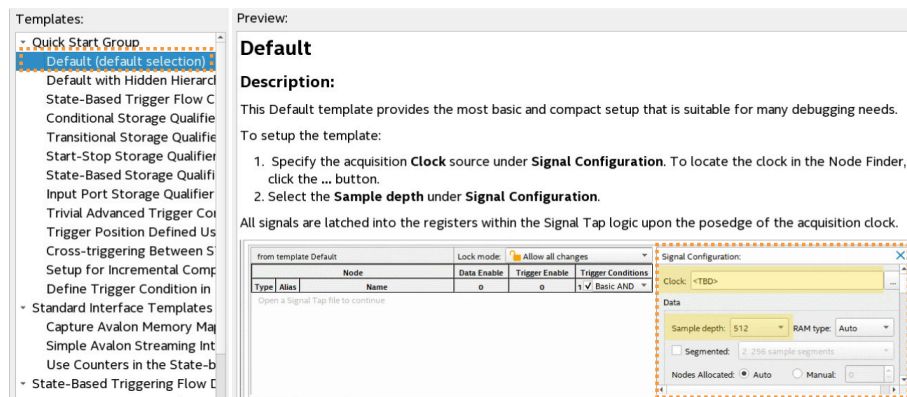 Templates:
Quick Start Group
Default (default selection)
Default with Hidden Hierarcl
State-Based Trigger Flow C
Conditional Storage Qualifie
Transitional Storage Qualifie
Start-Stop Storage Qualifier
State-Based Storage Qualifi
Input Port Storage Qualifier
Trivial Advanced Trigger Co
Trigger Position Defined Us
Cross-triggering Between S
Setup for Incremental Comp
Define Trigger Condition in
Standard Interface Templates
Capture Avalon Memory Ma
Simple Avalon Streaming Int
Use Counters in the State-b
State-Based Triggering Flow D
Preview:
Default
Description:
This Default template provides the most basic and compact setup that is suitable for many debugging needs.
To setup the template:
1. Specify the acquisition Clock source under Signal Configuration. To locate the clock in the Node Finder,
click the ... button.
2. Select the Sample depth under Signal Configuration.
All signals are latched into the registers within the Signal Tap logic upon the posedge of the acquisition clock.
from template Default Lock mode: Allow all changes
Node Data Enable Trigger Enable Trigger Conditions
Type Alias Name 0 0 1 Basic AND
Open a Signal Tap file to continue
Signal Configuration:
Clock: <TBD> ...
Data
Sample depth: 512 RAM type: Auto
Segmented: 2 256 sample segments
Nodes Allocated: Auto Manual: 0